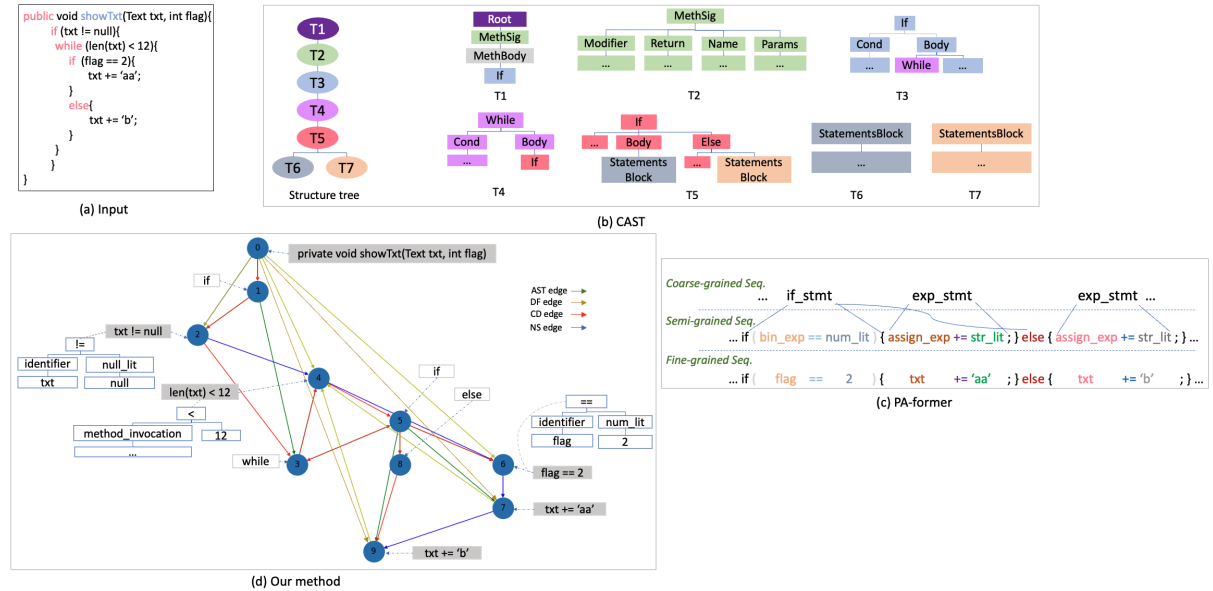 public void showTxt(Text txt, int flag){
if (txt != null){
while (len(txt) < 12){
if (flag == 2){
txt += ‘aa’;
}
else{
txt += ‘b’;
}
}
}
}
(a) Input
T1
T2
T3
T4
T5
T6 T7
Structure tree
Root
MethSig
MethBody
If
T1
MethSig
Modifier Return Name Params
... ... ... ...
T2
If
Cond Body
... While ...
T3
While
Cond Body
... If
T4
If
... Body Else
Statements Block ... Statements Block
T5
StatementsBlock
...
T6
StatementsBlock
...
T7
(b) CAST
0
private void showTxt(Text txt, int flag)
if
1
AST edge
DF edge
CD edge
NS edge
2
txt != null
!=
identifier null_lit
txt null
4
len(txt) < 12
<
method_invocation 12
...
if
else
5
==
identifier num_lit
flag 2
while
3
8
6
flag == 2
7
txt += ‘aa’
9
txt += ‘b’
(d) Our method
Coarse-grained Seq.
... if_stmt exp_stmt exp_stmt ...
Semi-grained Seq.
... if ( bin_exp == num_lit ) { assign_exp += str_lit ; } else { assign_exp += str_lit ; } ...
Fine-grained Seq.
... if ( flag == 2 ) { txt += ‘aa’ ; } else { txt += ‘b’ ; } ...
(c) PA-former